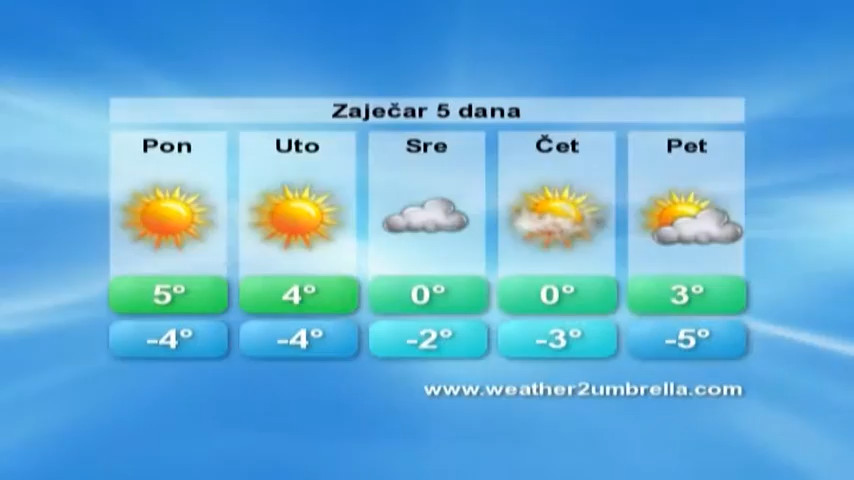 Zaječar 5 dana
Pon Uto Sre Čet Pet
5° 4° 0° 0° 3°
-4° -4° -2° -3° -5°
www.weather2umbrella.com